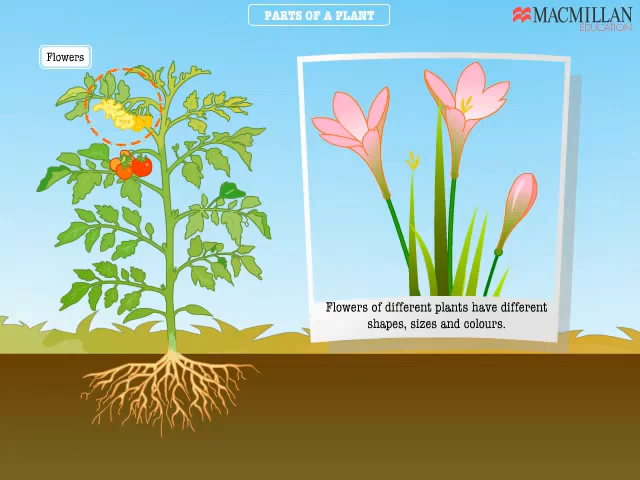 PARTS OF A PLANT
MACMILLAN
EDUCATION
Flowers
Flowers of different plants have different
shapes, sizes and colours.